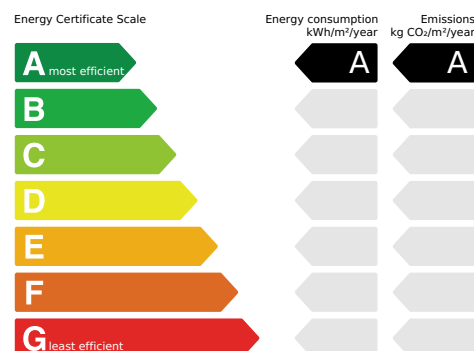 Energy Certificate Scale
Energy consumption
kWh/m²/year
Emissions
kg CO₂/m²/year
A most efficient
A
A
B
C
D
E
F
G least efficient